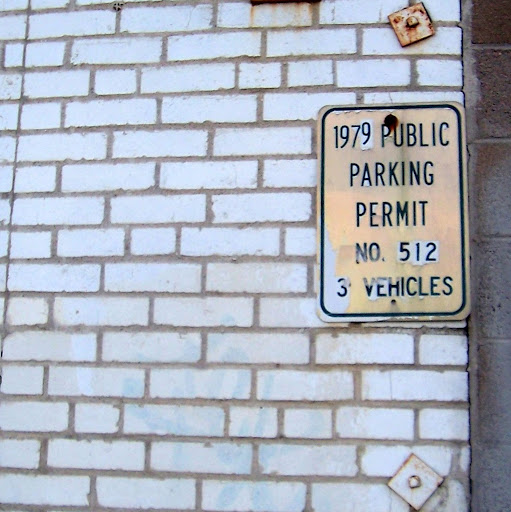 1979 PUBLIC
PARKING
PERMIT
NO. 512
3 VEHICLES